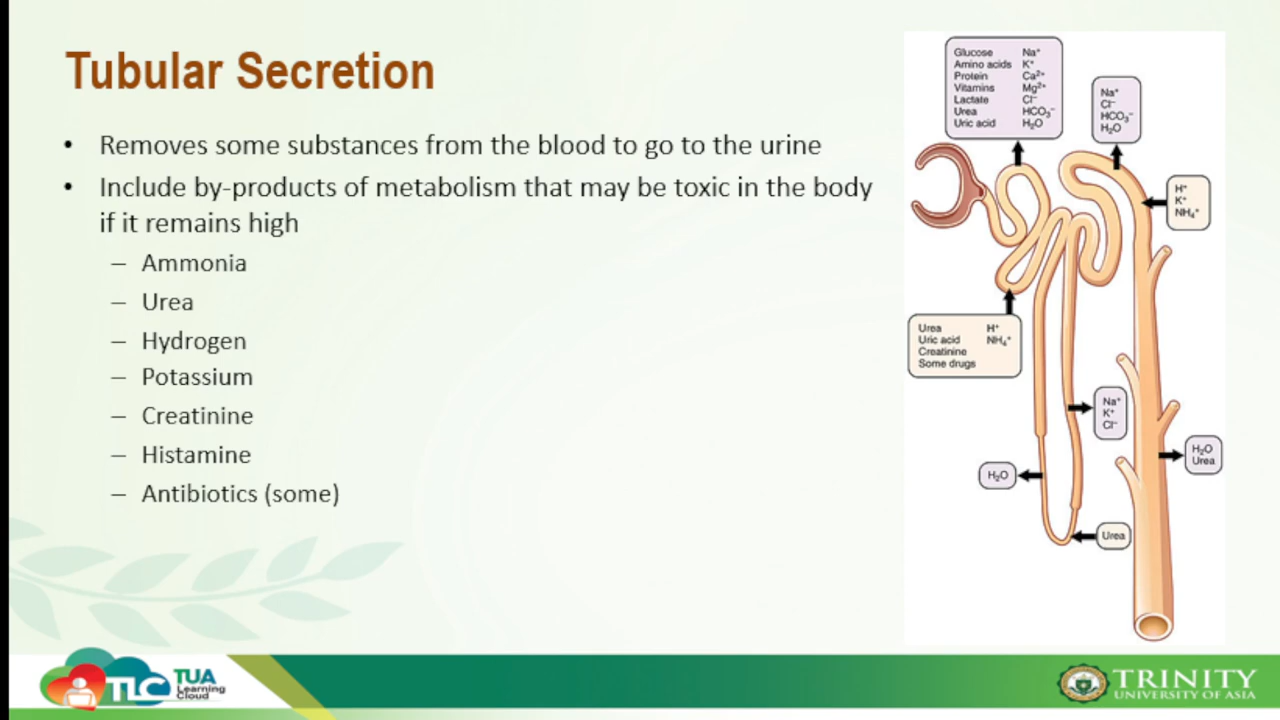 Tubular Secretion
• Removes some substances from the blood to go to the urine
• Include by-products of metabolism that may be toxic in the body
if it remains high
– Ammonia
– Urea
– Hydrogen
– Potassium
– Creatinine
– Histamine
– Antibiotics (some)
Glucose Na⁺
Amino acids K⁺
Protein Ca²⁺
Vitamins Mg²⁺
Lactate Cl⁻
Urea HCO₃⁻
Uric acid H₂O
Na⁺
Cl⁻
HCO₃⁻
H₂O
H⁺
K⁺
NH₄⁺
Urea H⁺
Uric acid NH₄⁺
Creatinine
Some drugs
Na⁺
K⁺
Cl⁻
H₂O
Urea
H₂O
Urea
TLC TUA
Learning
Cloud
TRINITY
UNIVERSITY OF ASIA